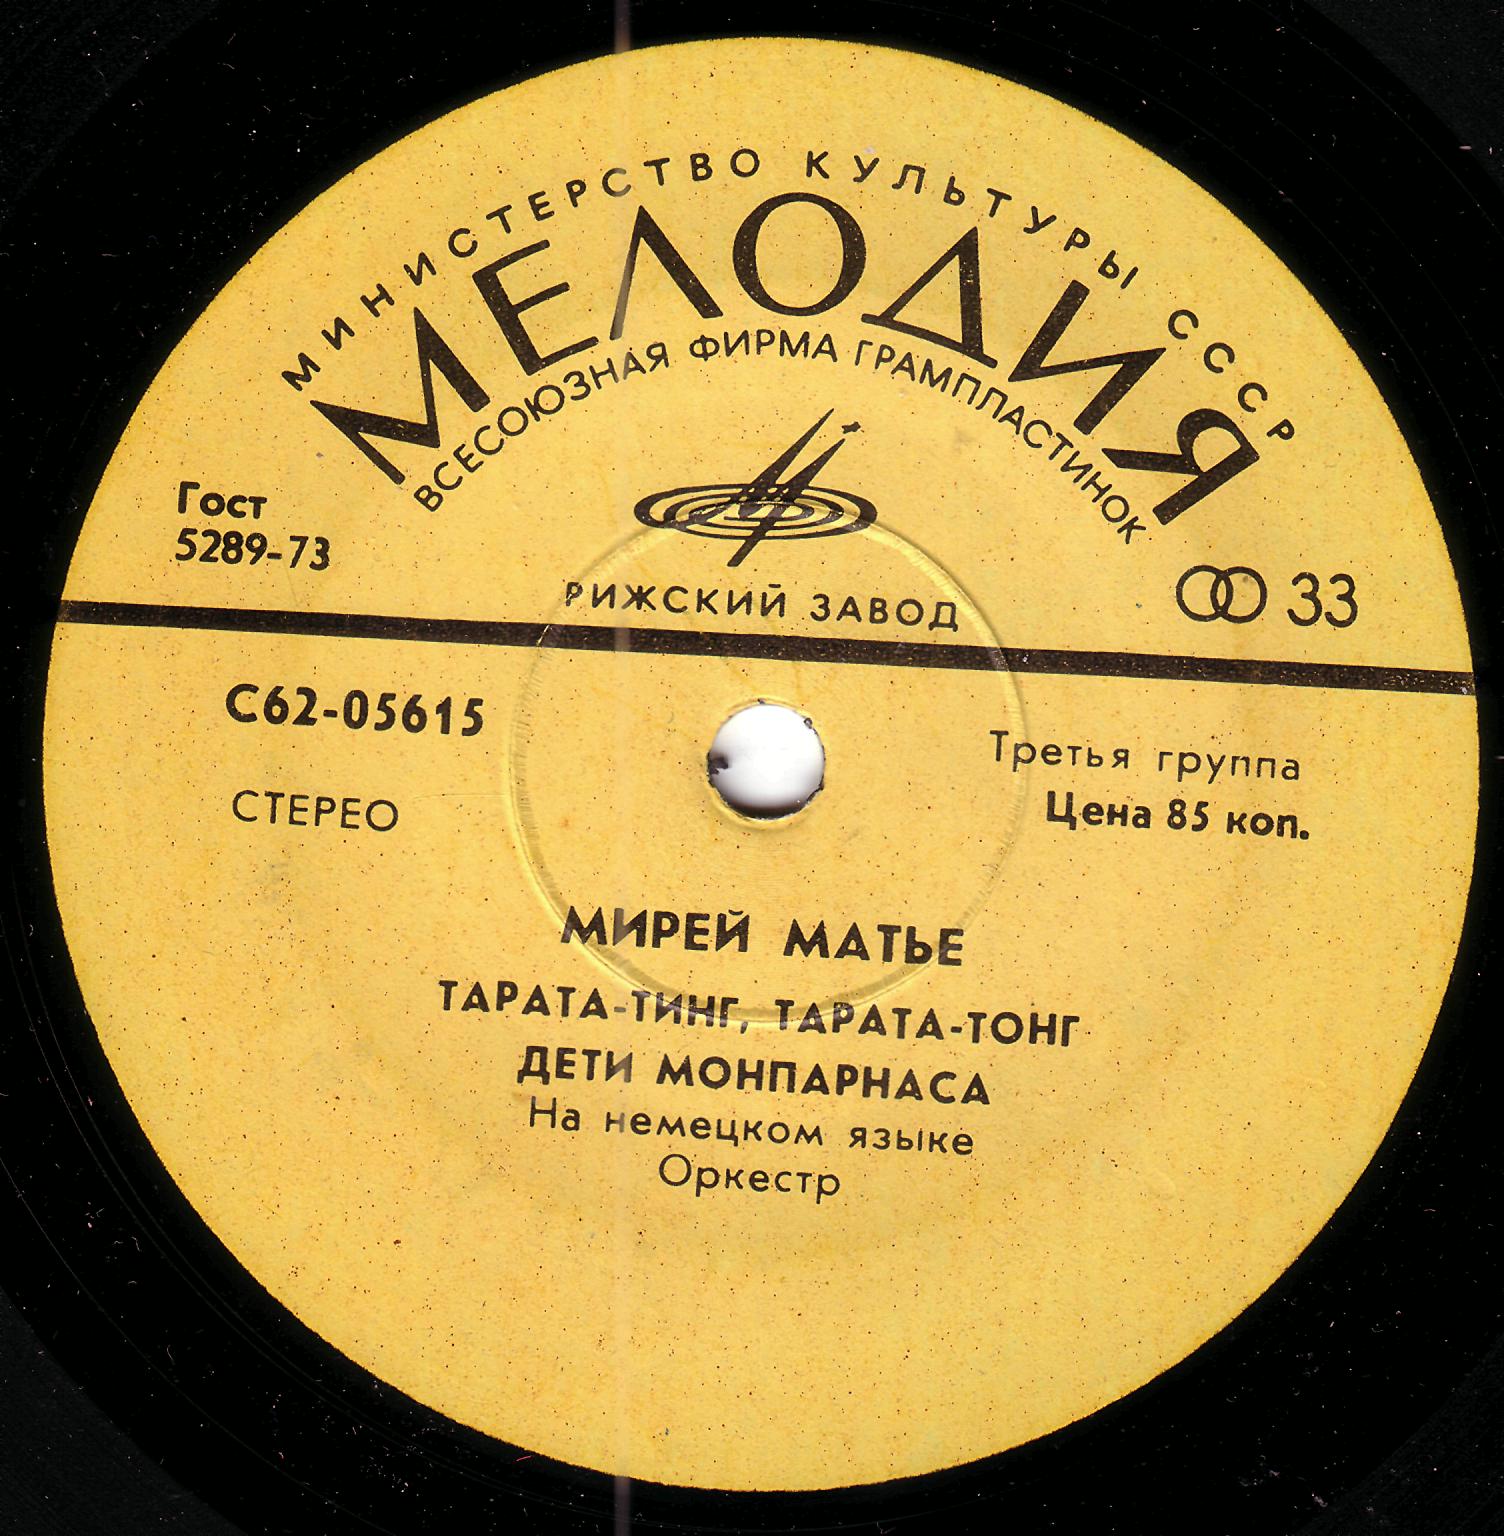 МИНИСТЕРСТВО КУЛЬТУРЫ СССР
МЕЛОДИЯ
ВСЕСОЮЗНАЯ ФИРМА ГРАМПЛАСТИНОК
Гост
5289-73
РИЖСКИЙ ЗАВОД
33
С62-05615
СТЕРЕО
Третья группа
Цена 85 коп.
МИРЕЙ МАТЬЕ
ТАРАТА-ТИНГ, ТАРАТА-ТОНГ
ДЕТИ МОНПАРНАСА
На немецком языке
Оркестр